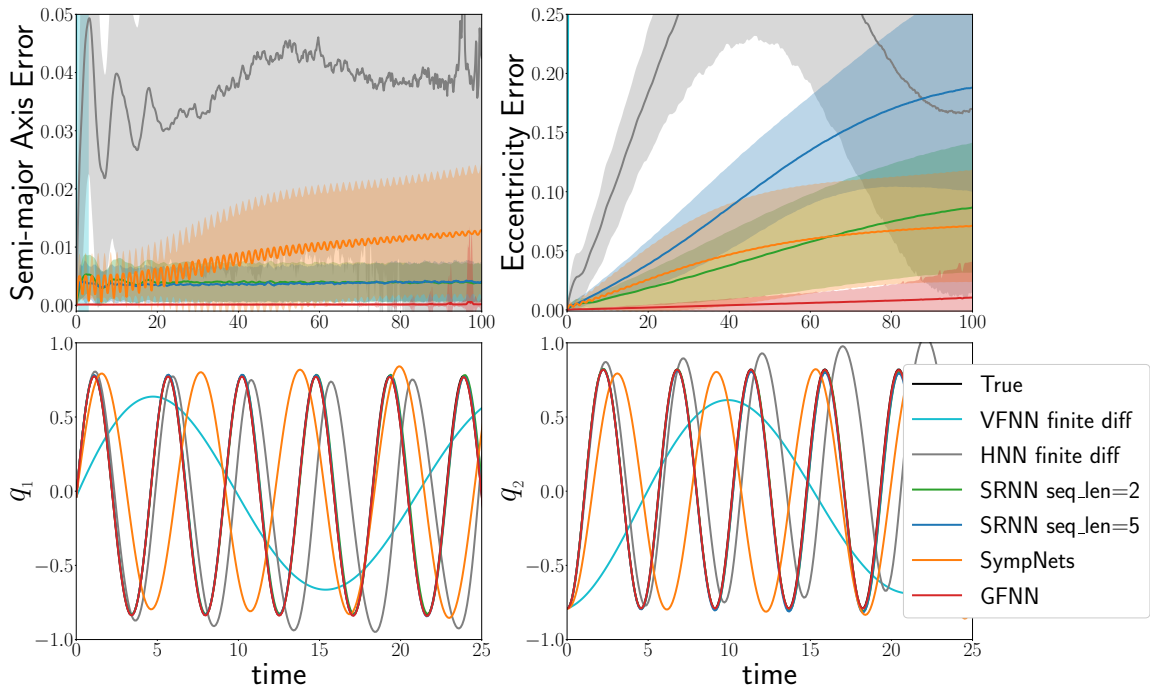 Semi-major Axis Error
0.05
0.04
0.03
0.02
0.01
0.00
0 20 40 60 80 100
Eccentricity Error
0.25
0.20
0.15
0.10
0.05
0.00
0 20 40 60 80 100
q₁
1.0
0.5
0.0
−0.5
−1.0
0 5 10 15 20 25
time
q₂
1.0
0.5
0.0
−0.5
−1.0
0 5 10 15 20 25
time
True
VFNN finite diff
HNN finite diff
SRNN seq_len=2
SRNN seq_len=5
SympNets
GFNN